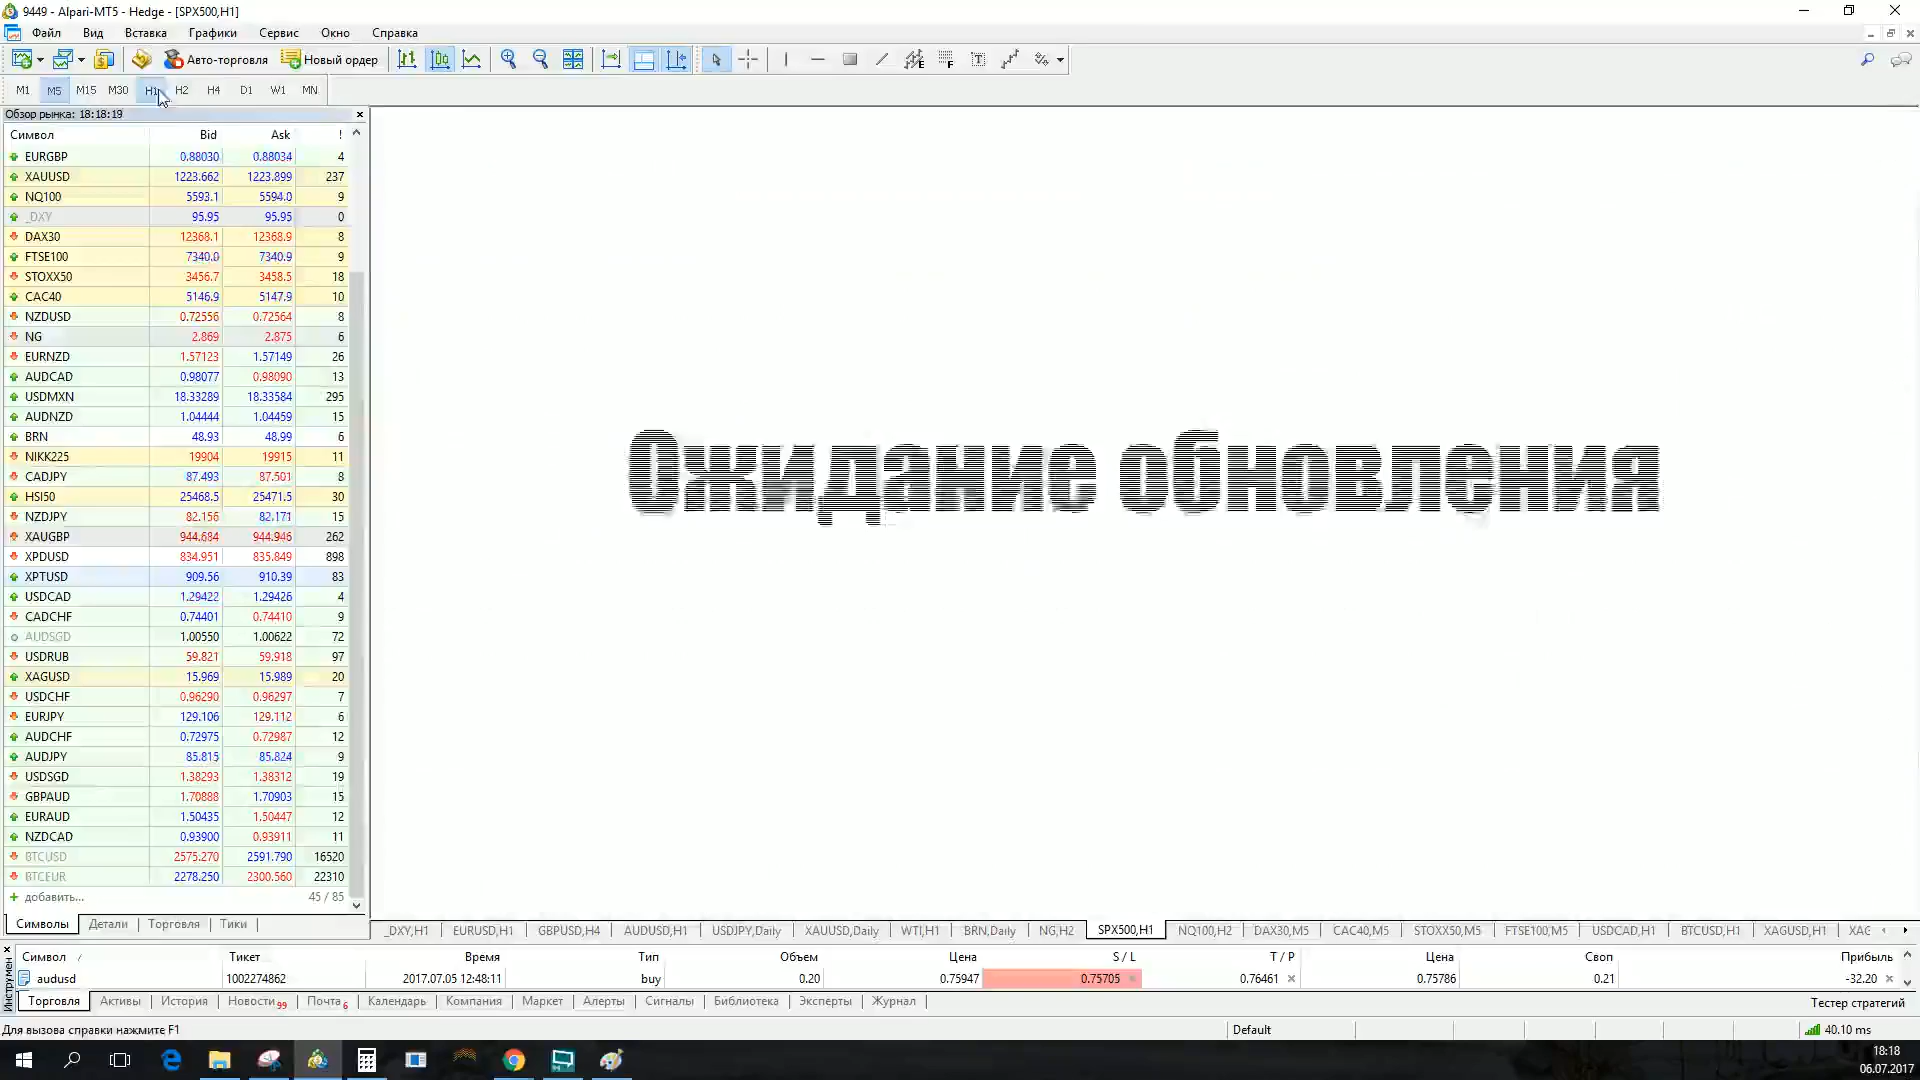 9449 - Alpari-MT5 - Hedge - [SPX500,H1]
Файл Вид Вставка Графики Сервис Окно Справка
Авто-торговля Новый ордер
M1 M5 M15 M30 H1 H2 H4 D1 W1 MN
Обзор рынка: 18:18:19
Символ Bid Ask !
EURGBP 0.88030 0.88034 4
XAUUSD 1223.662 1223.899 237
NQ100 5593.1 5594.0 9
_DXY 95.95 95.95 0
DAX30 12368.1 12368.9 8
FTSE100 7340.0 7340.9 9
STOXX50 3456.7 3458.5 18
CAC40 5146.9 5147.9 10
NZDUSD 0.72556 0.72564 8
NG 2.869 2.875 6
EURNZD 1.57123 1.57149 26
AUDCAD 0.98077 0.98090 13
USDMXN 18.33289 18.33584 295
AUDNZD 1.04444 1.04459 15
BRN 48.93 48.99 6
NIKK225 19904 19915 11
CADJPY 87.493 87.501 8
HSI50 25468.5 25471.5 30
NZDJPY 82.156 82.171 15
XAUGBP 944.684 944.946 262
XPDUSD 834.951 835.849 898
XPTUSD 909.56 910.39 83
USDCAD 1.29422 1.29426 4
CADCHF 0.74401 0.74410 9
AUDSGD 1.00550 1.00622 72
USDRUB 59.821 59.918 97
XAGUSD 15.969 15.989 20
USDCHF 0.96290 0.96297 7
EURJPY 129.106 129.112 6
AUDCHF 0.72975 0.72987 12
AUDJPY 85.815 85.824 9
USDSGD 1.38293 1.38312 19
GBPAUD 1.70888 1.70903 15
EURAUD 1.50435 1.50447 12
NZDCAD 0.93900 0.93911 11
BTCUSD 2575.270 2591.790 16520
BTCEUR 2278.250 2300.560 22310
+ добавить... 45 / 85
Символы Детали Торговля Тики
Ожидание обновления
_DXY,H1 EURUSD,H1 GBPUSD,H4 AUDUSD,H1 USDJPY,Daily XAUUSD,Daily WTI,H1 BRN,Daily NG,H2 SPX500,H1 NQ100,H2 DAX30,M5 CAC40,M5 STOXX50,M5 FTSE100,M5 USDCAD,H1 BTCUSD,H1 XAGUSD,H1 XAG
Символ / Тикет Время Тип Объем Цена S / L T / P Цена Своп Прибыль
audusd 1002274862 2017.07.05 12:48:11 buy 0.20 0.75947 0.75705 0.76461 0.75786 0.21 -32.20
Инструмен
Торговля Активы История Новости 99 Почта 6 Календарь Компания Маркет Алерты Сигналы Библиотека Эксперты Журнал Тестер стратегий
Для вызова справки нажмите F1 Default 40.10 ms
18:18
06.07.2017